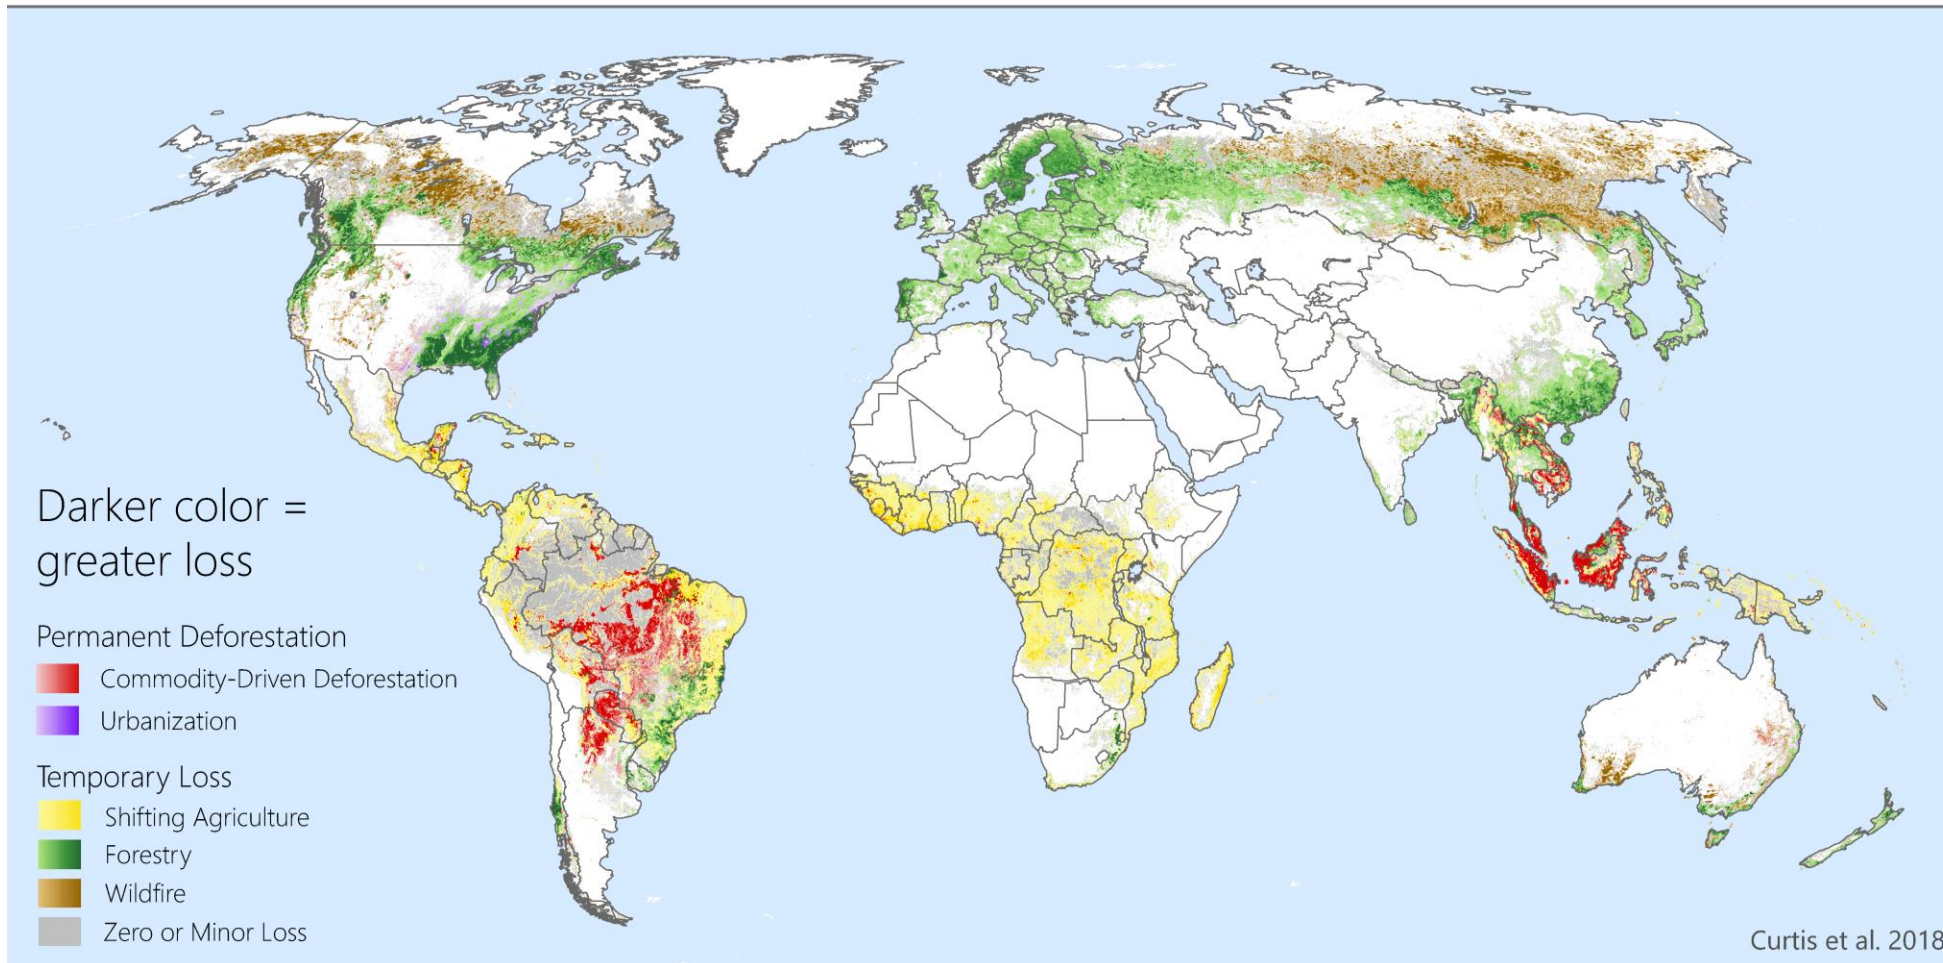 Darker color =
greater loss
Permanent Deforestation
Commodity-Driven Deforestation
Urbanization
Temporary Loss
Shifting Agriculture
Forestry
Wildfire
Zero or Minor Loss
Curtis et al. 2018